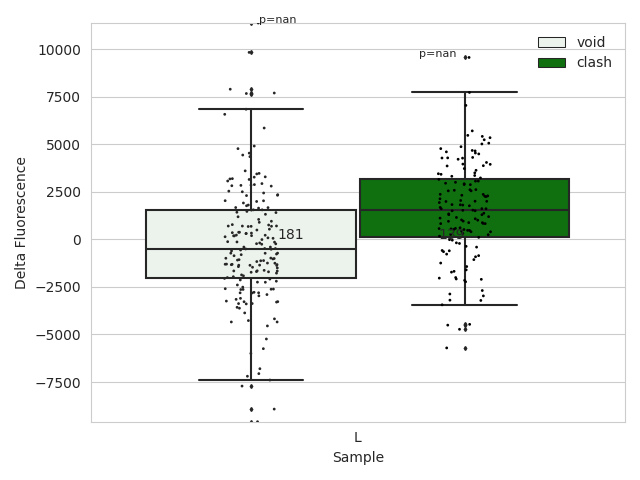 p=nan
p=nan
void
clash
10000
7500
5000
2500
0
−2500
−5000
−7500
Delta Fluorescence
181
L
Sample